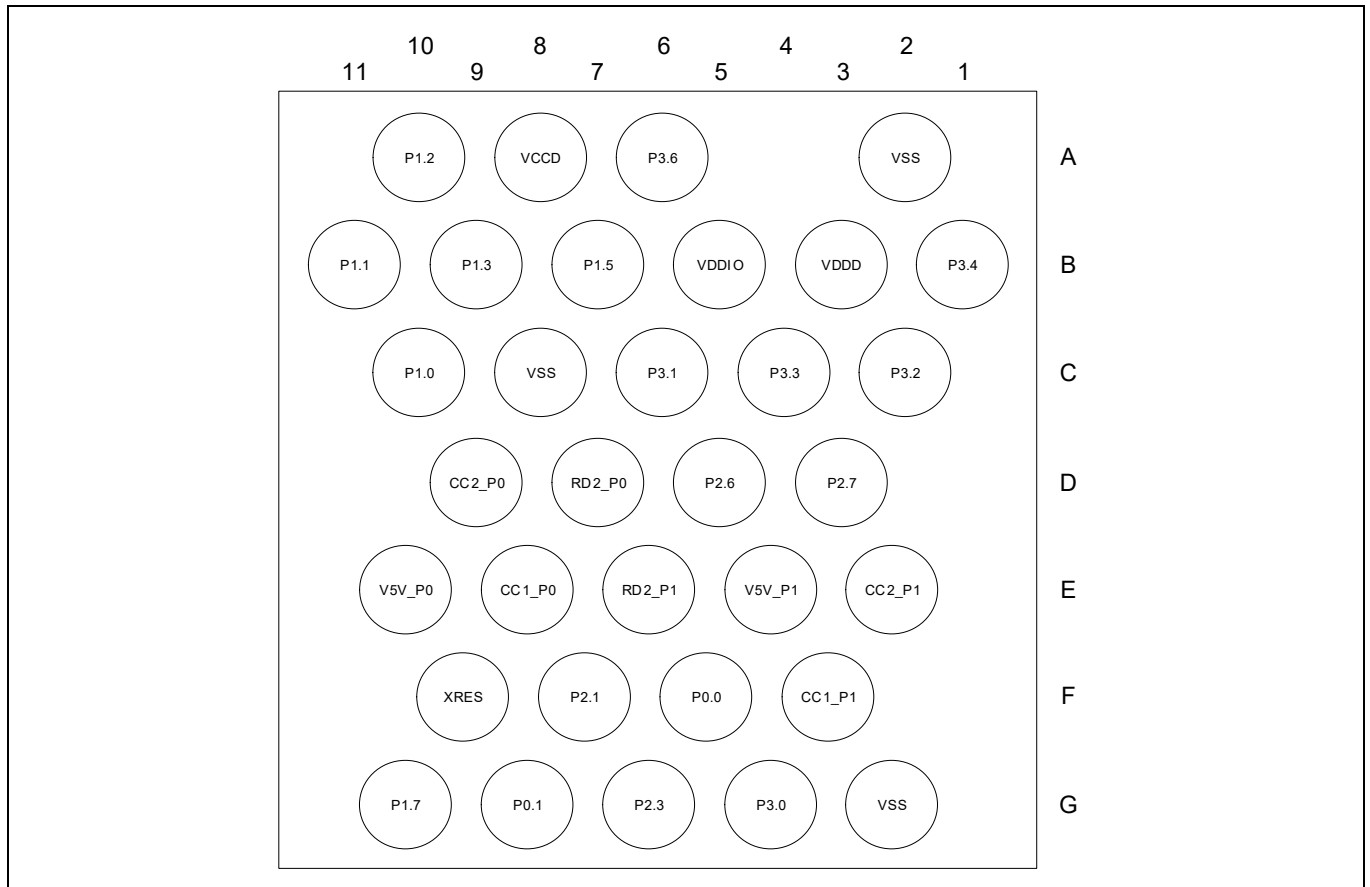 10 8 6 4 2
11 9 7 5 3 1
P1.2 VCCD P3.6 VSS A
P1.1 P1.3 P1.5 VDDIO VDDD P3.4 B
P1.0 VSS P3.1 P3.3 P3.2 C
CC2_P0 RD2_P0 P2.6 P2.7 D
V5V_P0 CC1_P0 RD2_P1 V5V_P1 CC2_P1 E
XRES P2.1 P0.0 CC1_P1 F
P1.7 P0.1 P2.3 P3.0 VSS G